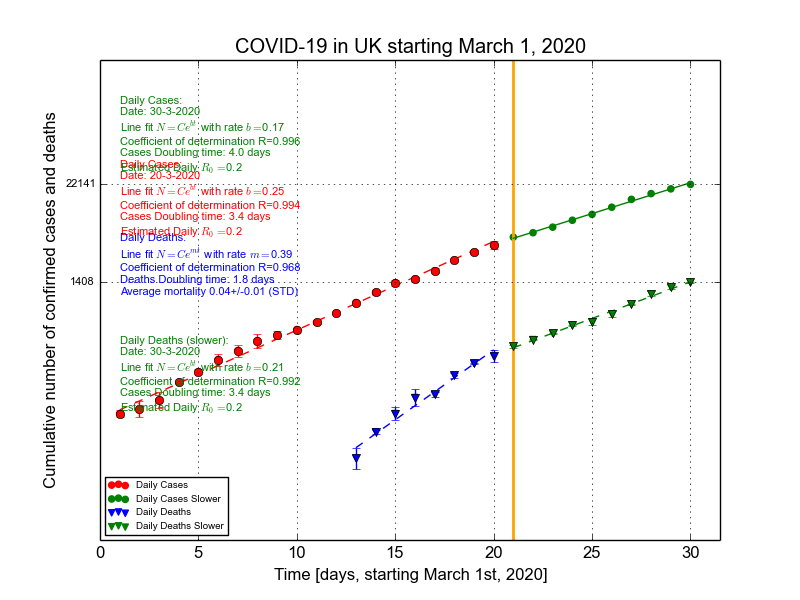 COVID-19 in UK starting March 1, 2020
Cumulative number of confirmed cases and deaths
22141
1408
Daily Cases:
Date: 30-3-2020
Line fit N = Ce^{bt} with rate b = 0.17
Coefficient of determination R=0.996
Cases Doubling time: 4.0 days
Estimated Daily R_0 = 0.2
Daily Cases:
Date: 20-3-2020
Line fit N = Ce^{bt} with rate b = 0.25
Coefficient of determination R=0.994
Cases Doubling time: 3.4 days
Estimated Daily R_0 = 0.2
Daily Deaths:
Line fit N = Ce^{mt} with rate m = 0.39
Coefficient of determination R=0.968
Deaths Doubling time: 1.8 days
Average mortality 0.04+/-0.01 (STD)
Daily Deaths (slower):
Date: 30-3-2020
Line fit N = Ce^{bt} with rate b = 0.21
Coefficient of determination R=0.992
Cases Doubling time: 3.4 days
Estimated Daily R_0 = 0.2
Daily Cases
Daily Cases Slower
Daily Deaths
Daily Deaths Slower
0 5 10 15 20 25 30
Time [days, starting March 1st, 2020]